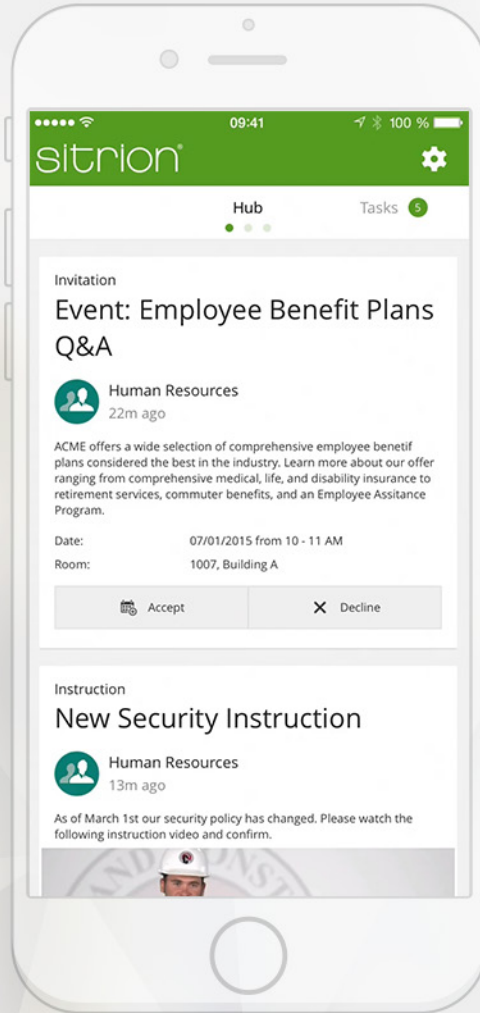 09:41
100 %
sitrion
Hub
Tasks 5
Invitation
Event: Employee Benefit Plans
Q&A
Human Resources
22m ago
ACME offers a wide selection of comprehensive employee benetif
plans considered the best in the industry. Learn more about our offer
ranging from comprehensive medical, life, and disability insurance to
retirement services, commuter benefits, and an Employee Assitance
Program.
Date: 07/01/2015 from 10 - 11 AM
Room: 1007, Building A
Accept
Decline
Instruction
New Security Instruction
Human Resources
13m ago
As of March 1st our security policy has changed. Please watch the
following instruction video and confirm.